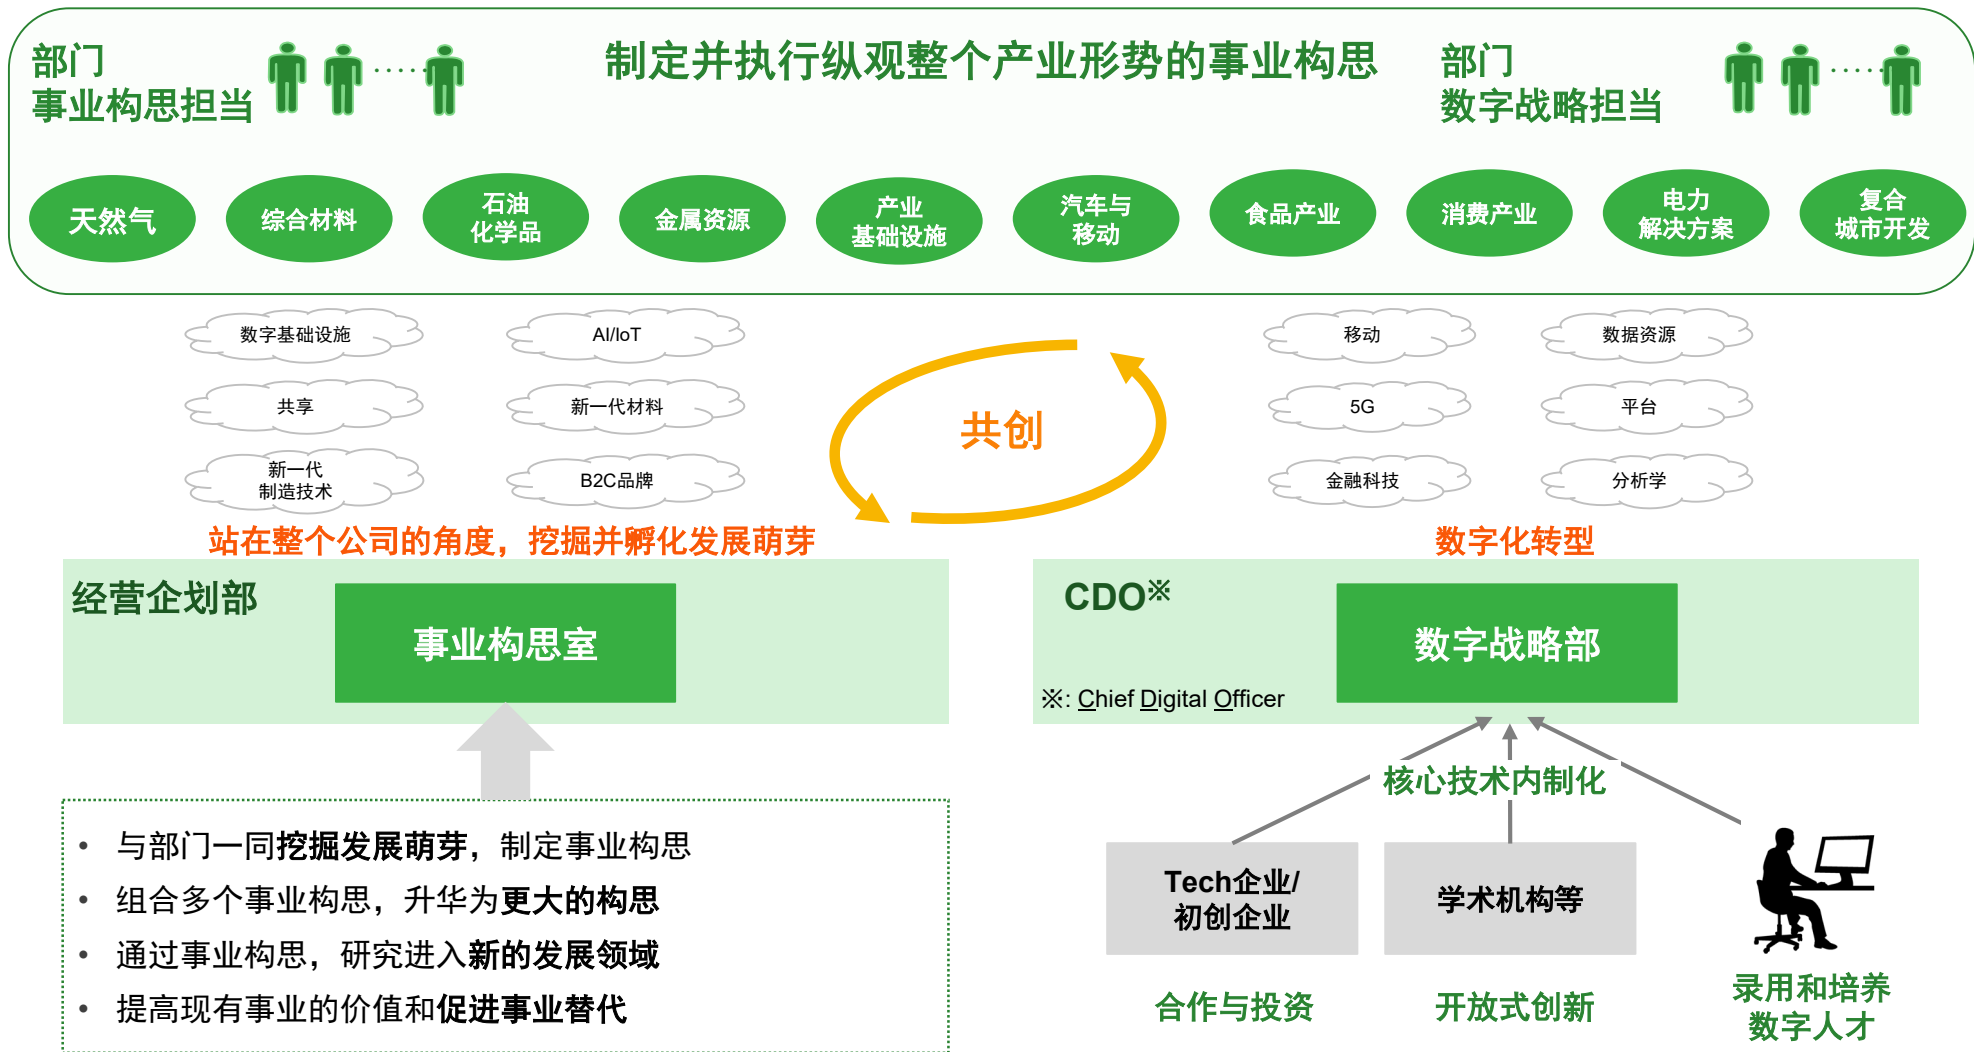 部门
事业构思担当
制定并执行纵观整个产业形势的事业构思
部门
数字战略担当
天然气
综合材料
石油
化学品
金属资源
产业
基础设施
汽车与
移动
食品产业
消费产业
电力
解决方案
复合
城市开发
数字基础设施
AI/IoT
移动
数据资源
共享
新一代材料
共创
5G
平台
新一代
制造技术
B2C品牌
金融科技
分析学
站在整个公司的角度，挖掘并孵化发展萌芽
数字化转型
经营企划部
事业构思室
CDO※
数字战略部
※: Chief Digital Officer
核心技术内制化
• 与部门一同挖掘发展萌芽，制定事业构思
• 组合多个事业构思，升华为更大的构思
• 通过事业构思，研究进入新的发展领域
• 提高现有事业的价值和促进事业替代
Tech企业/
初创企业
学术机构等
合作与投资
开放式创新
录用和培养
数字人才